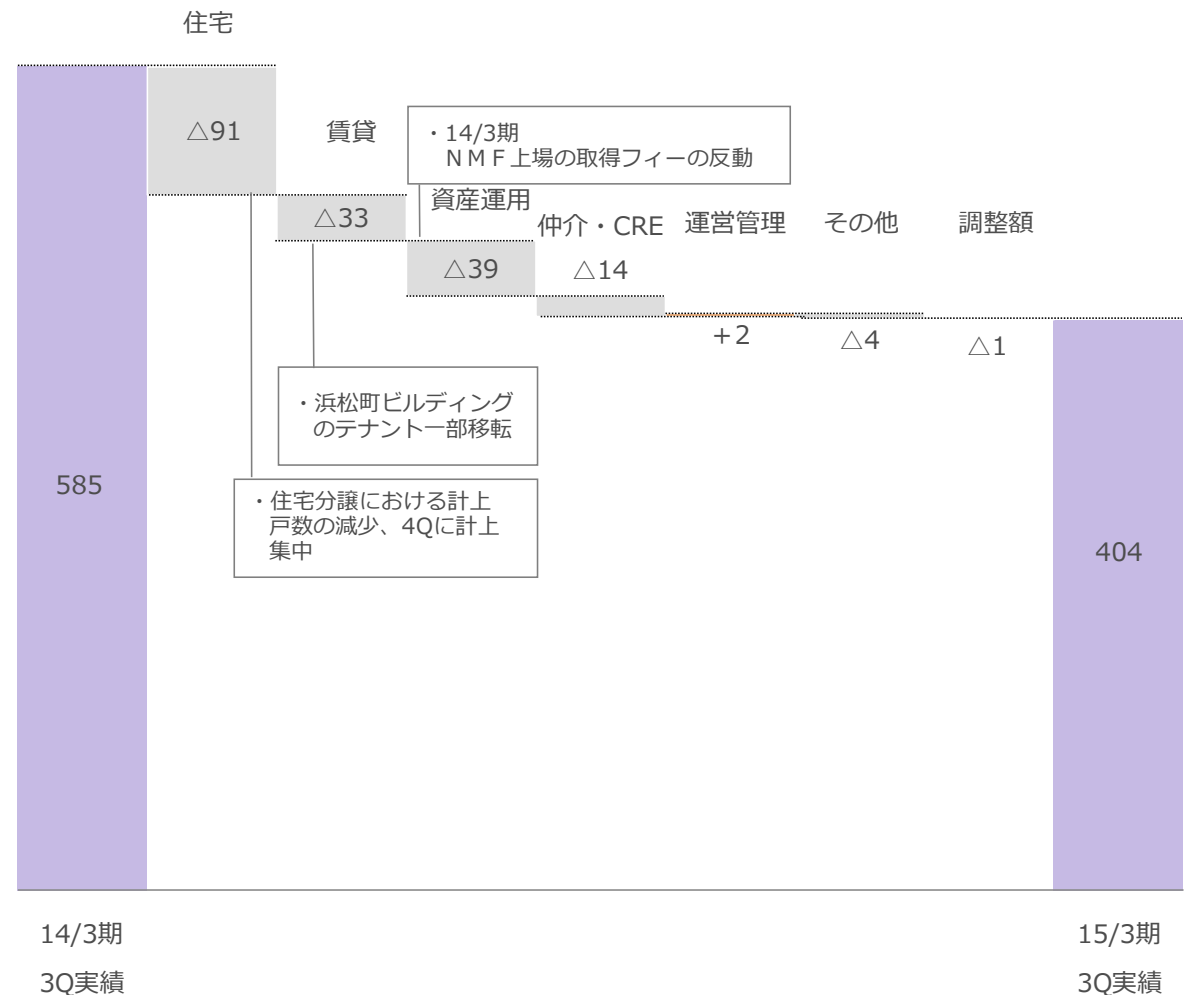 住宅
△91
賃貸
・14/3期
ＮＭＦ上場の取得フィーの反動
△33
資産運用
仲介・CRE
運営管理
その他
調整額
△39
△14
+2
△4
△1
・浜松町ビルディング
のテナント一部移転
・住宅分譲における計上
戸数の減少、4Qに計上
集中
585
404
14/3期
3Q実績
15/3期
3Q実績